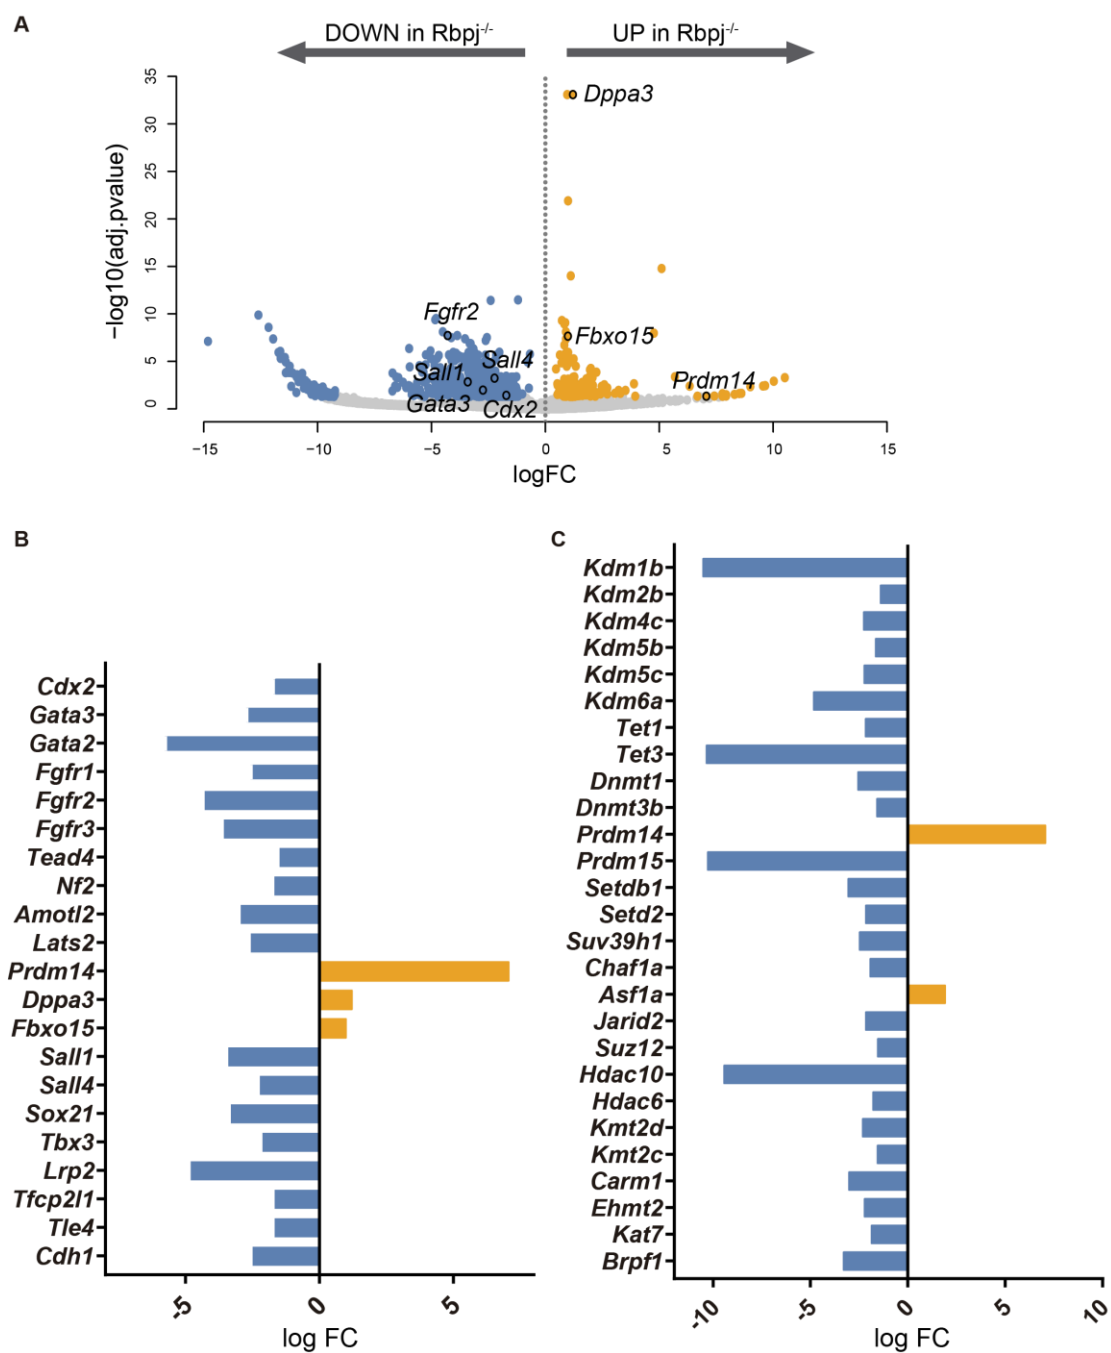 A
DOWN in Rbpj-/-
UP in Rbpj-/-
−log10(adj.pvalue)
35
30
25
20
15
10
5
0
Dppa3
Fgfr2
Fbxo15
Sall4
Sall1
Prdm14
Gata3
Cdx2
−15
−10
−5
0
5
10
15
logFC
B
Cdx2
Gata3
Gata2
Fgfr1
Fgfr2
Fgfr3
Tead4
Nf2
Amotl2
Lats2
Prdm14
Dppa3
Fbxo15
Sall1
Sall4
Sox21
Tbx3
Lrp2
Tfcp2l1
Tle4
Cdh1
-5
0
5
log FC
C
Kdm1b
Kdm2b
Kdm4c
Kdm5b
Kdm5c
Kdm6a
Tet1
Tet3
Dnmt1
Dnmt3b
Prdm14
Prdm15
Setdb1
Setd2
Suv39h1
Chaf1a
Asf1a
Jarid2
Suz12
Hdac10
Hdac6
Kmt2d
Kmt2c
Carm1
Ehmt2
Kat7
Brpf1
-10
-5
0
5
10
log FC